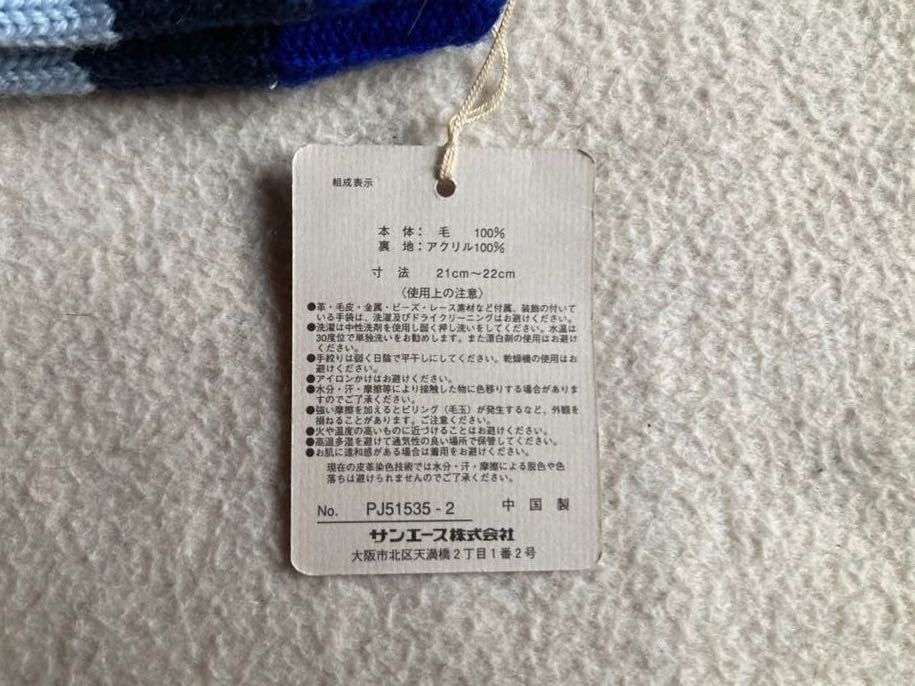 組成表示
本　体： 毛　100%
裏　地：アクリル100%
寸　法　21cm～22cm
〈使用上の注意〉
●革・毛皮・金属・ビーズ・レース素材など付属、装飾の付いて
いる手袋は、洗濯及びドライクリーニングはお避けください。
●洗濯は中性洗剤を使用し弱く押し洗いをしてください。水温は
30度位で単独洗いをお勧めします。また漂白剤の使用はお避け
ください。
●手絞りは弱く日陰で平干しにしてください。乾燥機の使用はお
避けください。
●アイロンかけはお避けください。
●水分・汗・摩擦等により接触した物に色移りする場合がありま
すのでご了承ください。
●強い摩擦を加えるとピリング（毛玉）が発生するなど、外観を
損ねることがあります。ご注意ください。
●火や温度の高いものに近づけることはお避けください。
●高温多湿を避けて通気性の良い場所で保管してください。
●お肌に違和感がある場合は着用をお避けください。
現在の皮革染色技術では水分・汗・摩擦による脱色や色
落ちは避けられませんのでご了承ください。
No.　PJ51535-2　中国製
サンエース株式会社
大阪市北区天満橋2丁目1番2号